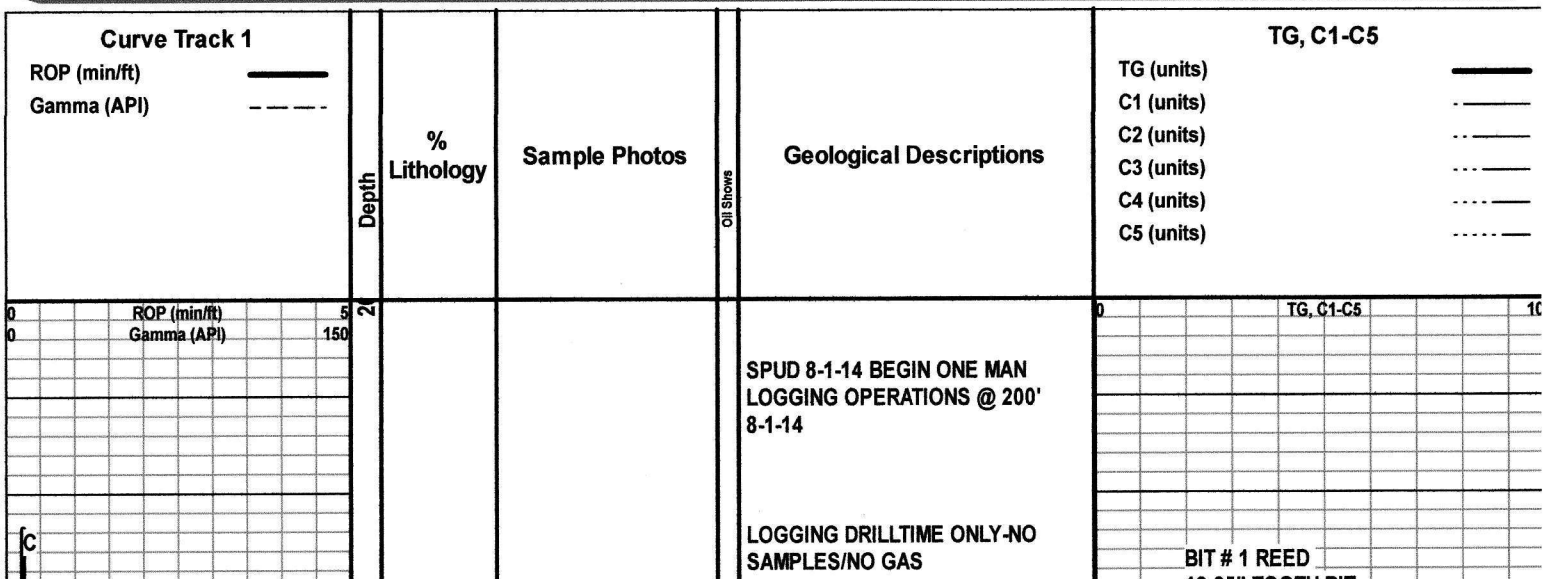 Curve Track 1
ROP (min/ft)
Gamma (API)
Depth
%
Lithology
Sample Photos
Oil Shows
Geological Descriptions
TG, C1-C5
TG (units)
C1 (units)
C2 (units)
C3 (units)
C4 (units)
C5 (units)
0 ROP (min/ft) 5
0 Gamma (API) 150
0 TG, C1-C5
SPUD 8-1-14 BEGIN ONE MAN
LOGGING OPERATIONS @ 200'
8-1-14
C
LOGGING DRILLTIME ONLY-NO
SAMPLES/NO GAS
BIT # 1 REED